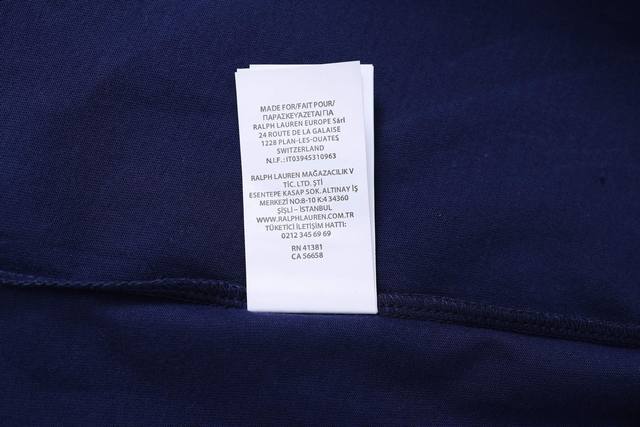 MADE FOR/FAIT POUR/
ΠΑΡΑΣΚΕΥΑΖΕΤΑΙ ΓΙΑ
RALPH LAUREN EUROPE Sàrl
24 ROUTE DE LA GALAISE
1228 PLAN-LES-OUATES
SWITZERLAND
N.I.F.:IT03945310963
RALPH LAUREN MAĞAZACILIK V
TİC. LTD. ŞTİ
ESENTEPE KASAP SOK. ALTINAY İŞ
MERKEZİ NO:8-10 K:4 34360
ŞİŞLİ – İSTANBUL
WWW.RALPHLAUREN.COM.TR
TÜKETİCİ İLETİŞİM HATTI:
0212 345 69 69
RN 41381
CA 56658